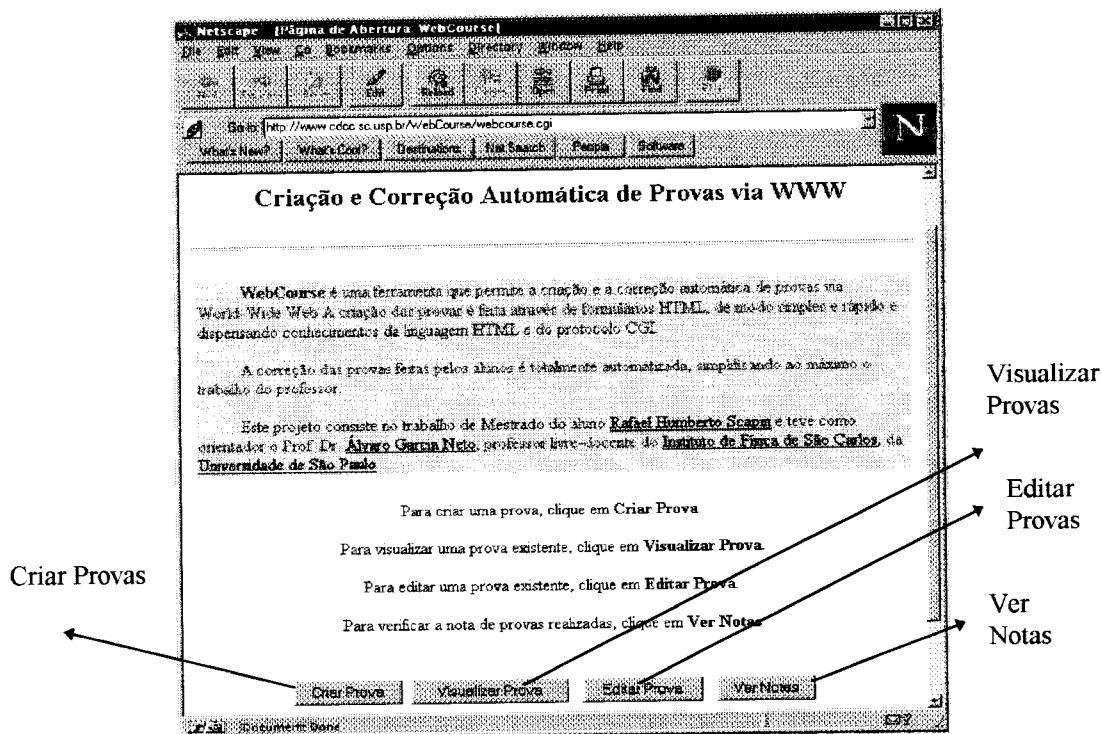 Netscape - [Página de Abertura: WebCourse]
File Edit View Go Bookmarks Options Directory Window Help
Edit Reload Open Print Find
Go to: http://www.cdcc.sc.usp.br/WebCourse/webcourse.cgi
What's New? What's Cool? Destinations Net Search People Software
N
Criação e Correção Automática de Provas via WWW
WebCourse é uma ferramenta que permite a criação e a correção automática de provas via
World Wide Web. A criação das provas é feita através de formulários HTML, de modo simples e rápido e
dispensando conhecimentos da linguagem HTML e do protocolo CGI.
A correção das provas feitas pelos alunos é totalmente automatizada, simplificando ao máximo o
trabalho do professor.
Este projeto consiste no trabalho de Mestrado do aluno Rafael Humberto Scapin e teve como
orientador o Prof. Dr. Álvaro Garcia Neto, professor livre-docente do Instituto de Física de São Carlos, da
Universidade de São Paulo
Para criar uma prova, clique em Criar Prova.
Para visualizar uma prova existente, clique em Visualizar Prova.
Para editar uma prova existente, clique em Editar Prova.
Para verificar a nota de provas realizadas, clique em Ver Notas
Criar Prova Visualizar Prova Editar Prova Ver Notas
Document: Done
Criar Provas
Visualizar
Provas
Editar
Provas
Ver
Notas